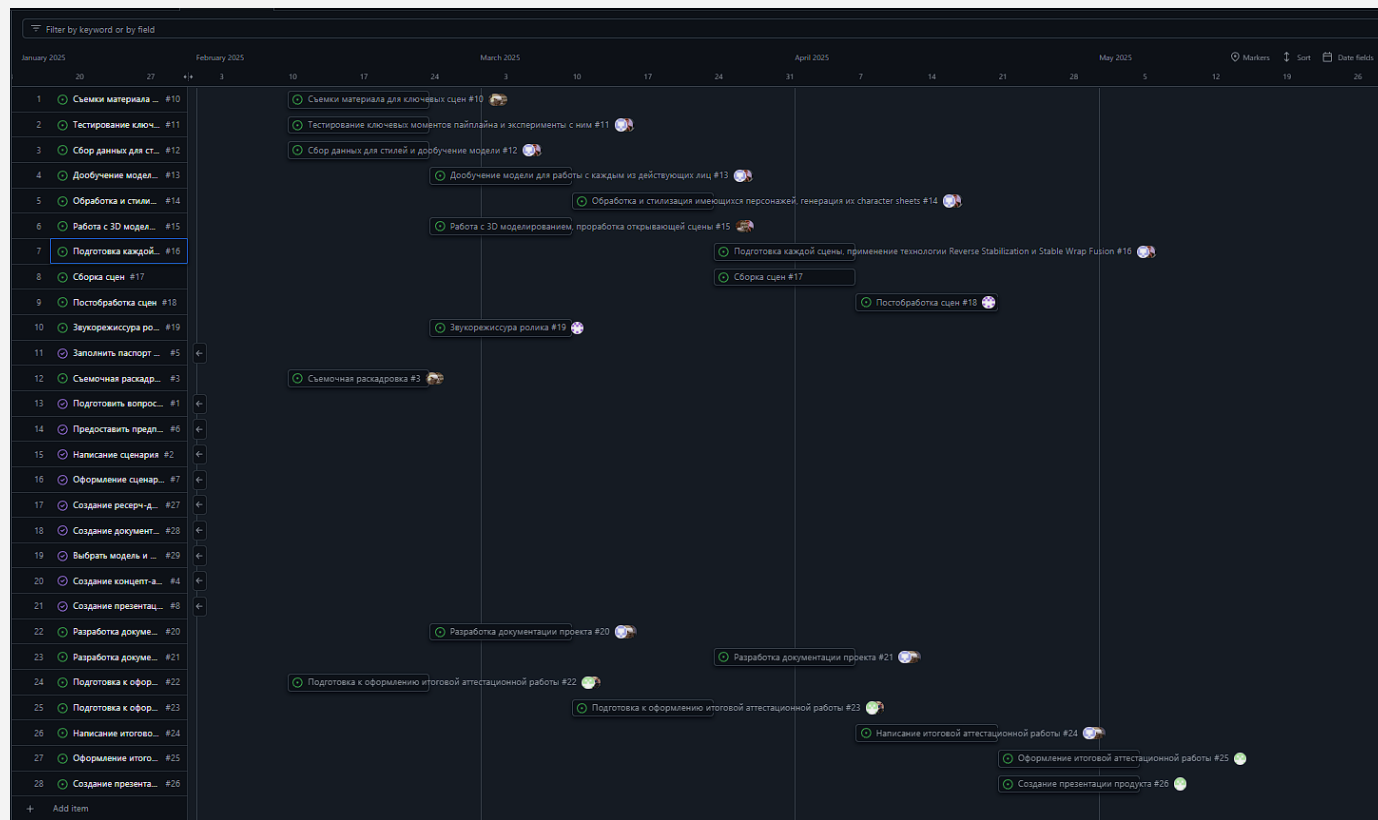 Filter by keyword or by field
January 2025 February 2025 March 2025 April 2025 May 2025 Markers Sort Date fields
20 27 3 10 17 24 3 10 17 24 31 7 14 21 28 5 12 19 26
1 Съемки материала ... #10 Съемки материала для ключевых сцен #10
2 Тестирование ключ... #11 Тестирование ключевых моментов пайплайна и эксперименты с ним #11
3 Сбор данных для ст... #12 Сбор данных для стилей и дообучение модели #12
4 Дообучение модел... #13 Дообучение модели для работы с каждым из действующих лиц #13
5 Обработка и стили... #14 Обработка и стилизация имеющихся персонажей, генерация их character sheets #14
6 Работа с 3D модел... #15 Работа с 3D моделированием, проработка открывающей сцены #15
7 Подготовка каждой... #16 Подготовка каждой сцены, применение технологии Reverse Stabilization и Stable Wrap Fusion #16
8 Сборка сцен #17 Сборка сцен #17
9 Постобработка сцен #18 Постобработка сцен #18
10 Звукорежиссура ро... #19 Звукорежиссура ролика #19
11 Заполнить паспорт ... #5
12 Съемочная раскадр... #3 Съемочная раскадровка #3
13 Подготовить вопрос... #1
14 Предоставить предп... #6
15 Написание сценария #2
16 Оформление сценар... #7
17 Создание ресерч-д... #27
18 Создание документ... #28
19 Выбрать модель и ... #29
20 Создание концепт-а... #4
21 Создание презентац... #8
22 Разработка докуме... #20 Разработка документации проекта #20
23 Разработка докуме... #21 Разработка документации проекта #21
24 Подготовка к офор... #22 Подготовка к оформлению итоговой аттестационной работы #22
25 Подготовка к офор... #23 Подготовка к оформлению итоговой аттестационной работы #23
26 Написание итогово... #24 Написание итоговой аттестационной работы #24
27 Оформление итого... #25 Оформление итоговой аттестационной работы #25
28 Создание презента... #26 Создание презентации продукта #26
+ Add item